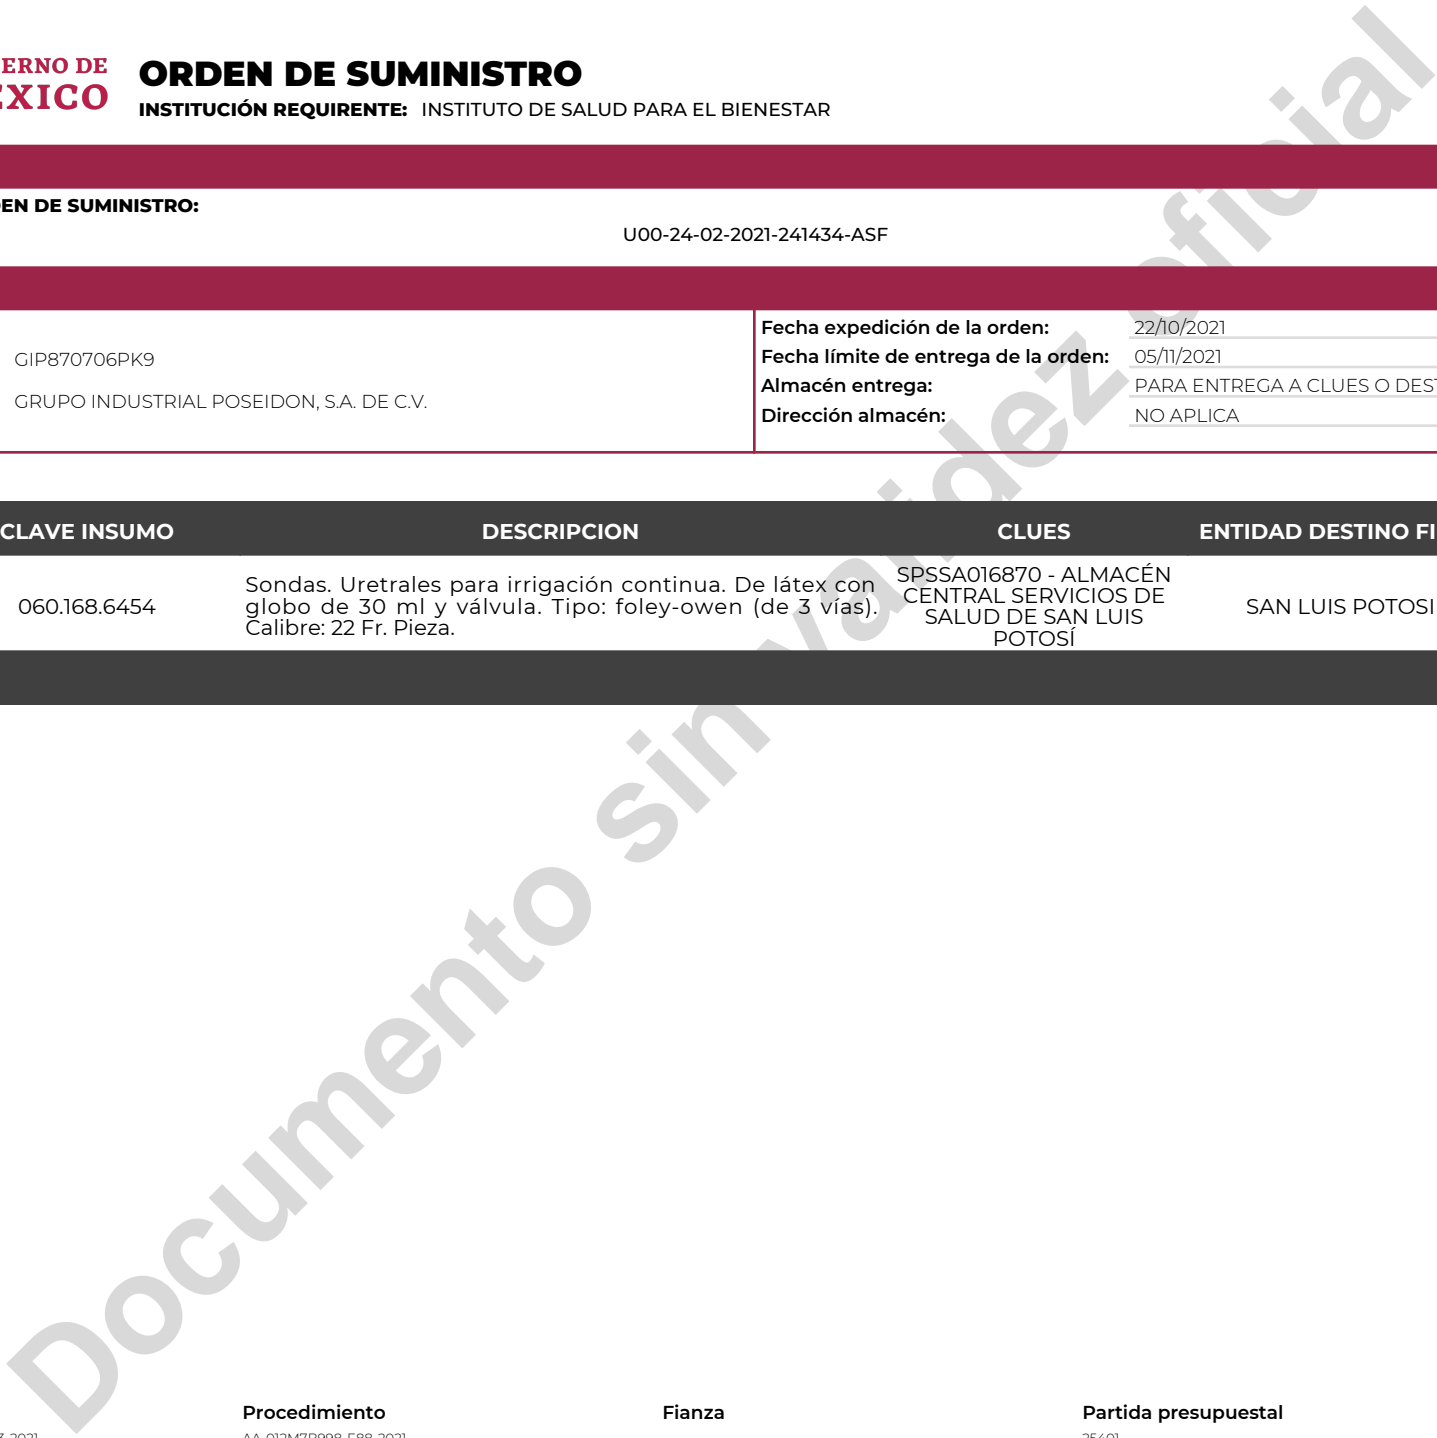 ERNO DE
ÉXICO
ORDEN DE SUMINISTRO
INSTITUCIÓN REQUIRENTE: INSTITUTO DE SALUD PARA EL BIENESTAR
EN DE SUMINISTRO:
U00-24-02-2021-241434-ASF
GIP870706PK9
GRUPO INDUSTRIAL POSEIDON, S.A. DE C.V.
Fecha expedición de la orden: 22/10/2021
Fecha límite de entrega de la orden: 05/11/2021
Almacén entrega: PARA ENTREGA A CLUES O DEST
Dirección almacén: NO APLICA
CLAVE INSUMO DESCRIPCION CLUES ENTIDAD DESTINO FI
060.168.6454
Sondas. Uretrales para irrigación continua. De látex con
globo de 30 ml y válvula. Tipo: foley-owen (de 3 vías).
Calibre: 22 Fr. Pieza.
SPSSA016870 - ALMACÉN
CENTRAL SERVICIOS DE
SALUD DE SAN LUIS
POTOSÍ
SAN LUIS POTOSI
Documento sin validez oficial
Procedimiento Fianza Partida presupuestal